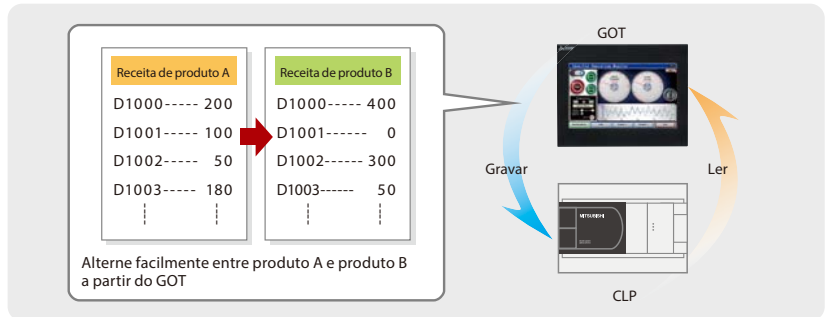 Receita de produto A
D1000----- 200
D1001----- 100
D1002----- 50
D1003----- 180
Receita de produto B
D1000----- 400
D1001----- 0
D1002------ 300
D1003------ 50
Alterne facilmente entre produto A e produto B
a partir do GOT
GOT
Gravar
Ler
MITSUBISHI
CLP